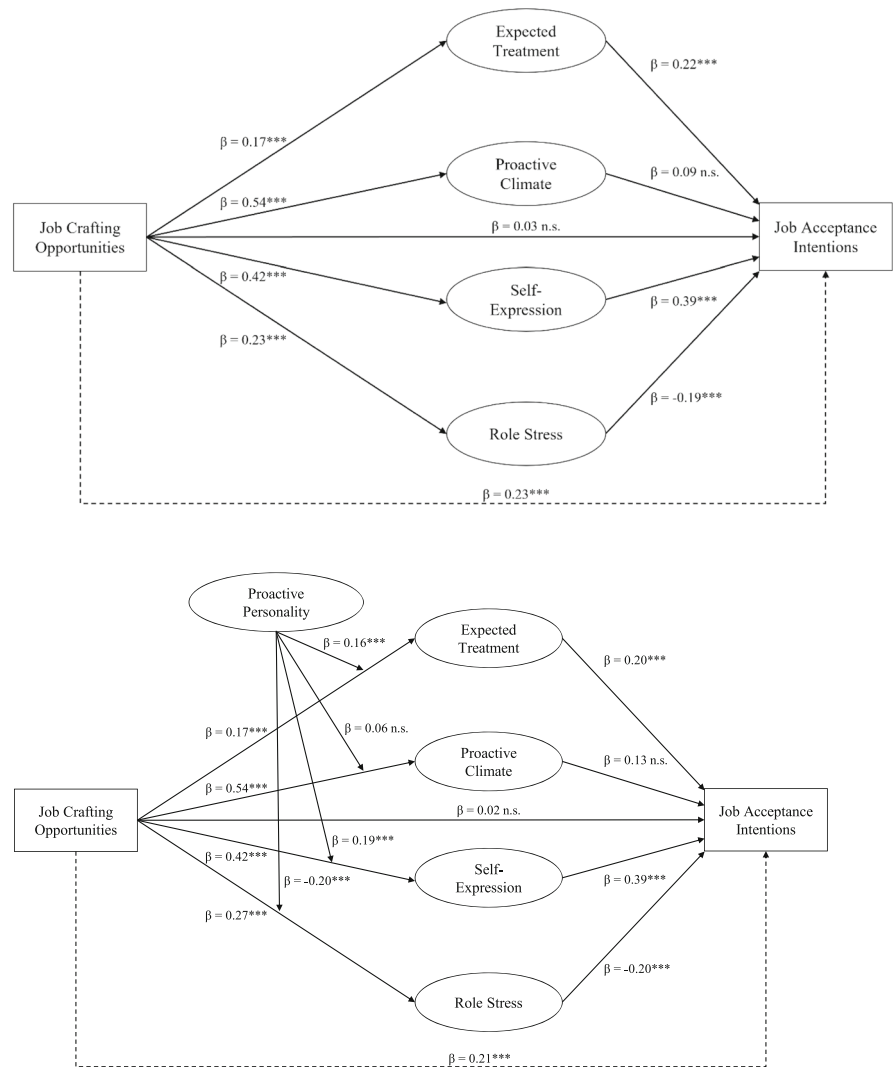 Expected
Treatment
β = 0.22***
β = 0.17***
Proactive
Climate
β = 0.09 n.s.
β = 0.54***
Job Crafting
Opportunities
β = 0.03 n.s.
Job Acceptance
Intentions
β = 0.42***
Self-
Expression
β = 0.39***
β = 0.23***
β = -0.19***
Role Stress
β = 0.23***
Proactive
Personality
Expected
Treatment
β = 0.16***
β = 0.20***
β = 0.17***
β = 0.06 n.s.
Proactive
Climate
β = 0.13 n.s.
β = 0.54***
Job Crafting
Opportunities
β = 0.02 n.s.
Job Acceptance
Intentions
β = 0.19***
β = 0.42***
Self-
Expression
β = 0.39***
β = -0.20***
β = 0.27***
β = -0.20***
Role Stress
β = 0.21***